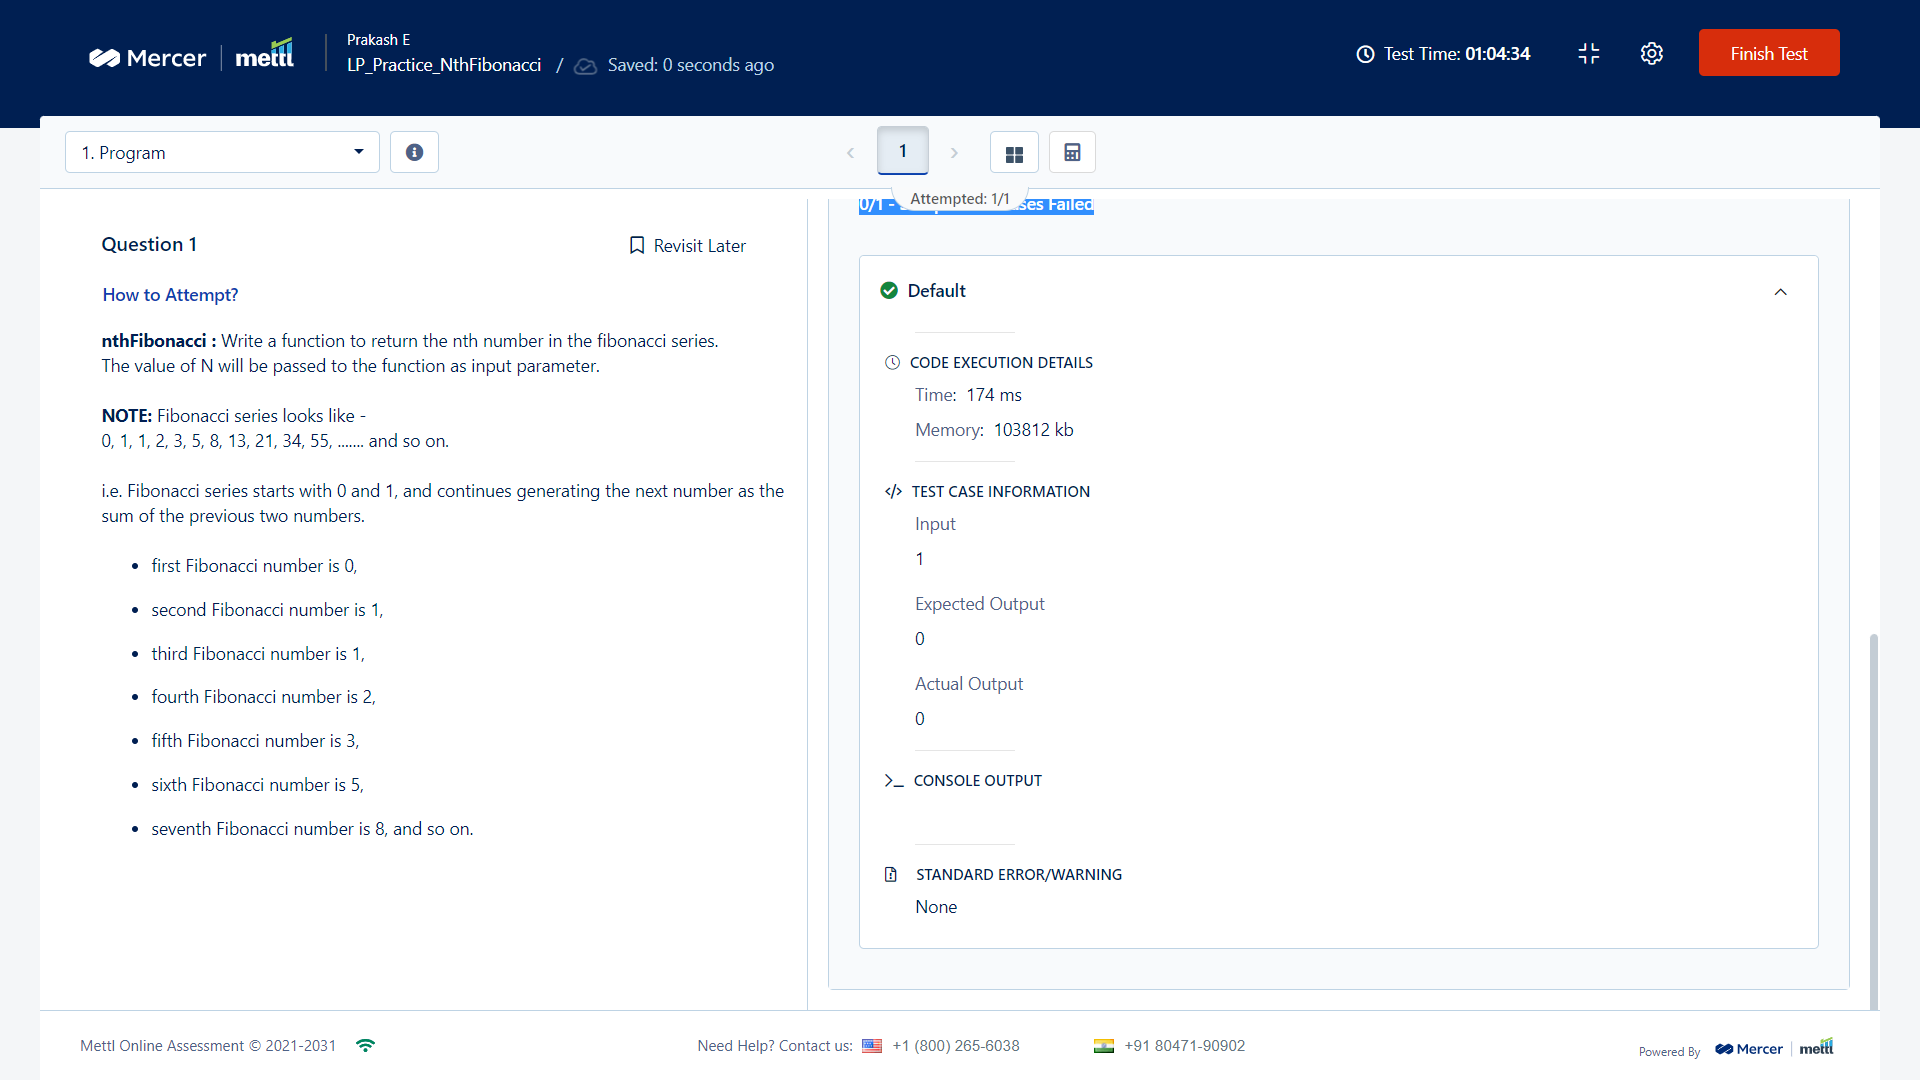 Mercer
mettl
Prakash E
LP_Practice_NthFibonacci / Saved: 0 seconds ago
Test Time: 01:04:34
Finish Test
1. Program
1
Attempted: 1/1
0/1 -
ses Failed
Question 1
Revisit Later
How to Attempt?
nthFibonacci : Write a function to return the nth number in the fibonacci series.
The value of N will be passed to the function as input parameter.
NOTE: Fibonacci series looks like -
0, 1, 1, 2, 3, 5, 8, 13, 21, 34, 55, ....... and so on.
i.e. Fibonacci series starts with 0 and 1, and continues generating the next number as the
sum of the previous two numbers.
• first Fibonacci number is 0,
• second Fibonacci number is 1,
• third Fibonacci number is 1,
• fourth Fibonacci number is 2,
• fifth Fibonacci number is 3,
• sixth Fibonacci number is 5,
• seventh Fibonacci number is 8, and so on.
Default
CODE EXECUTION DETAILS
Time: 174 ms
Memory: 103812 kb
</> TEST CASE INFORMATION
Input
1
Expected Output
0
Actual Output
0
CONSOLE OUTPUT
STANDARD ERROR/WARNING
None
Mettl Online Assessment © 2021-2031
Need Help? Contact us: +1 (800) 265-6038
+91 80471-90902
Powered By Mercer mettl